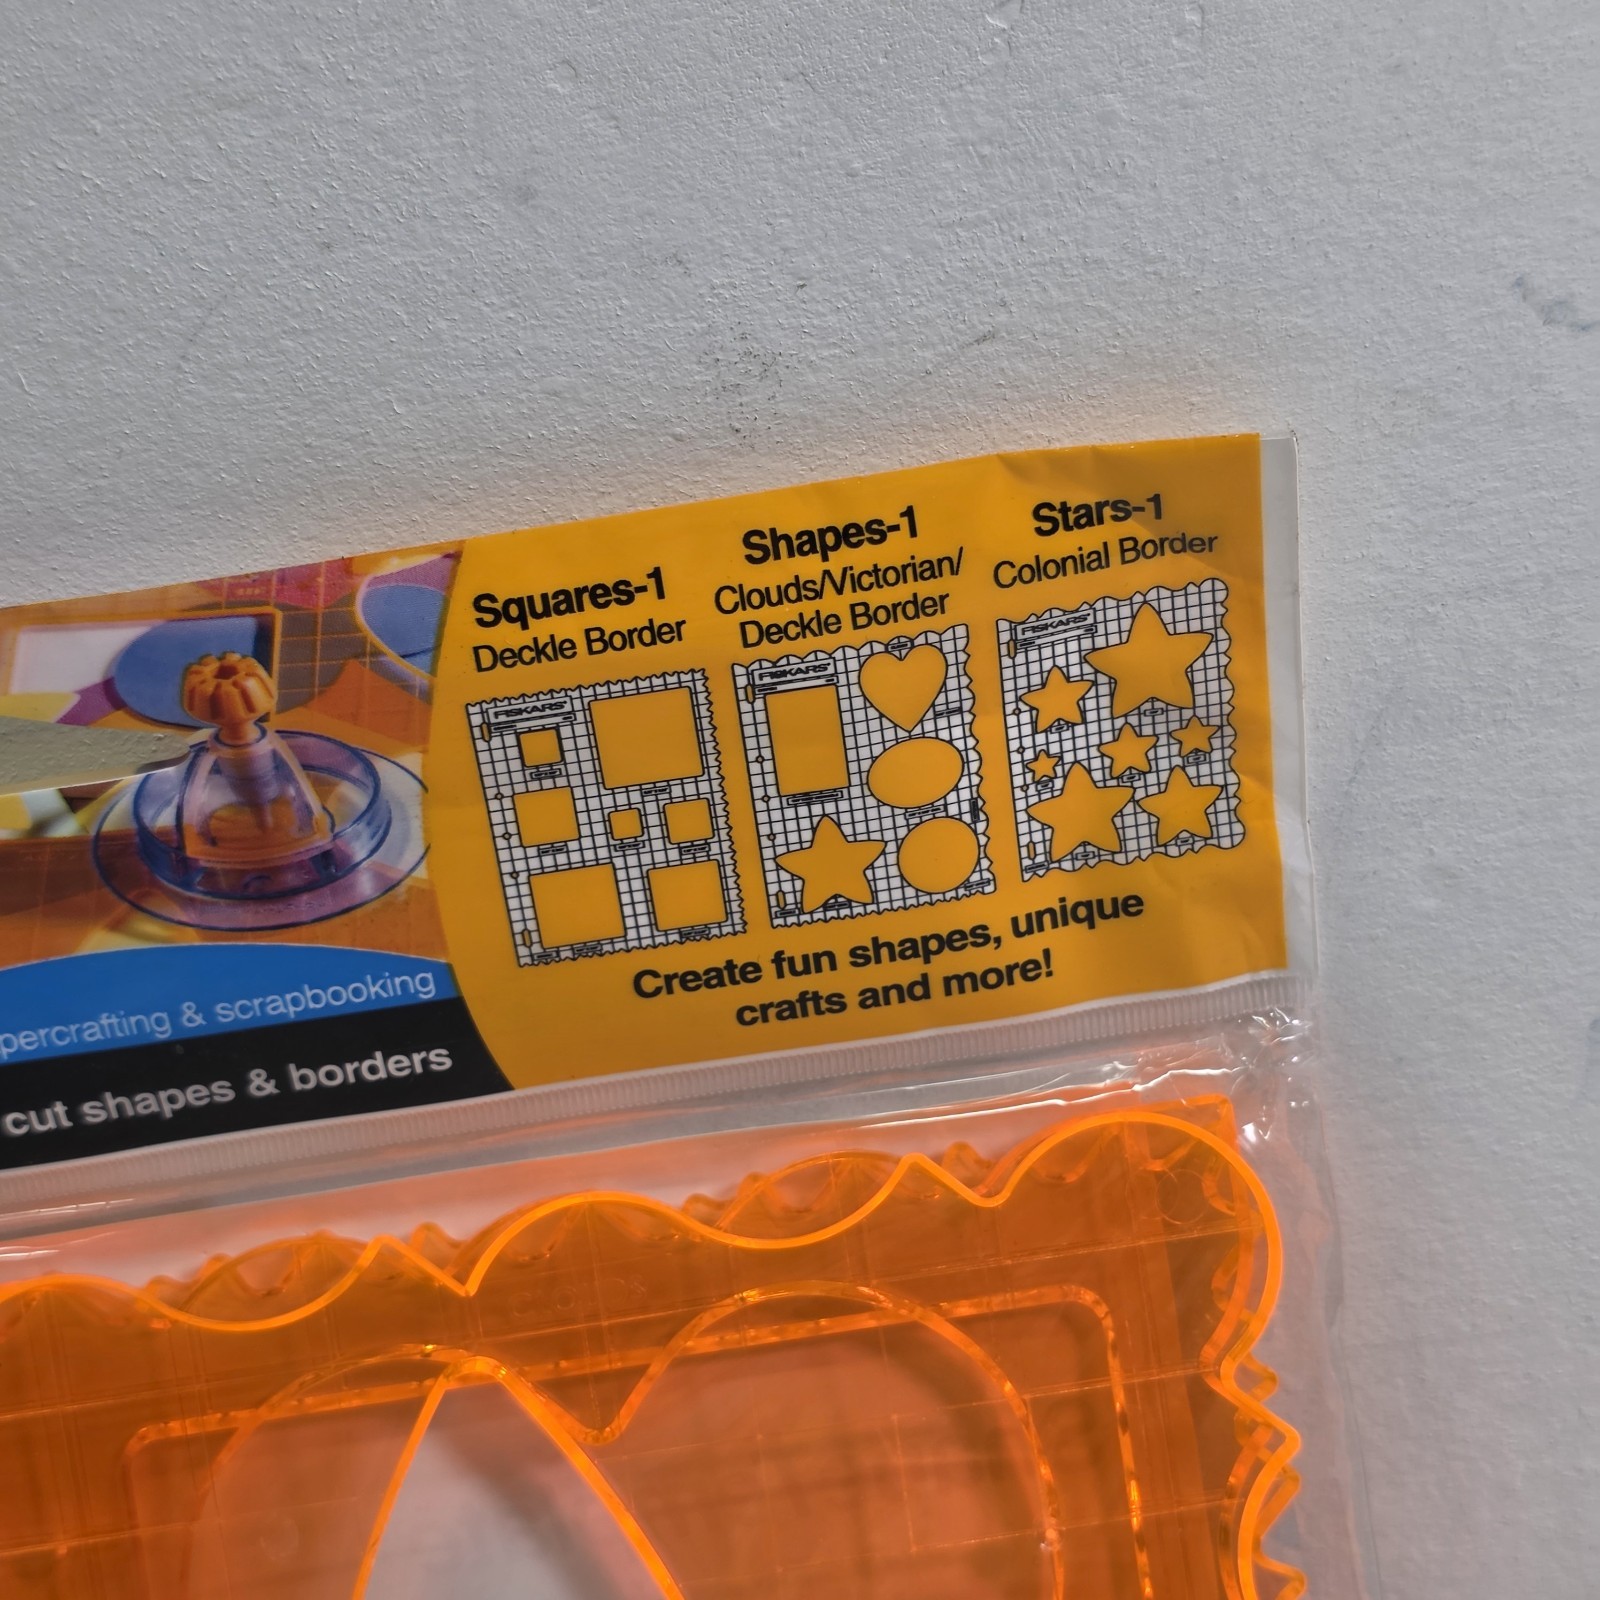 Squares-1
Deckle Border
Shapes-1
Clouds/Victorian/
Deckle Border
Stars-1
Colonial Border
FISKARS
FISKARS
FISKARS
Create fun shapes, unique
crafts and more!
percrafting & scrapbooking
cut shapes & borders